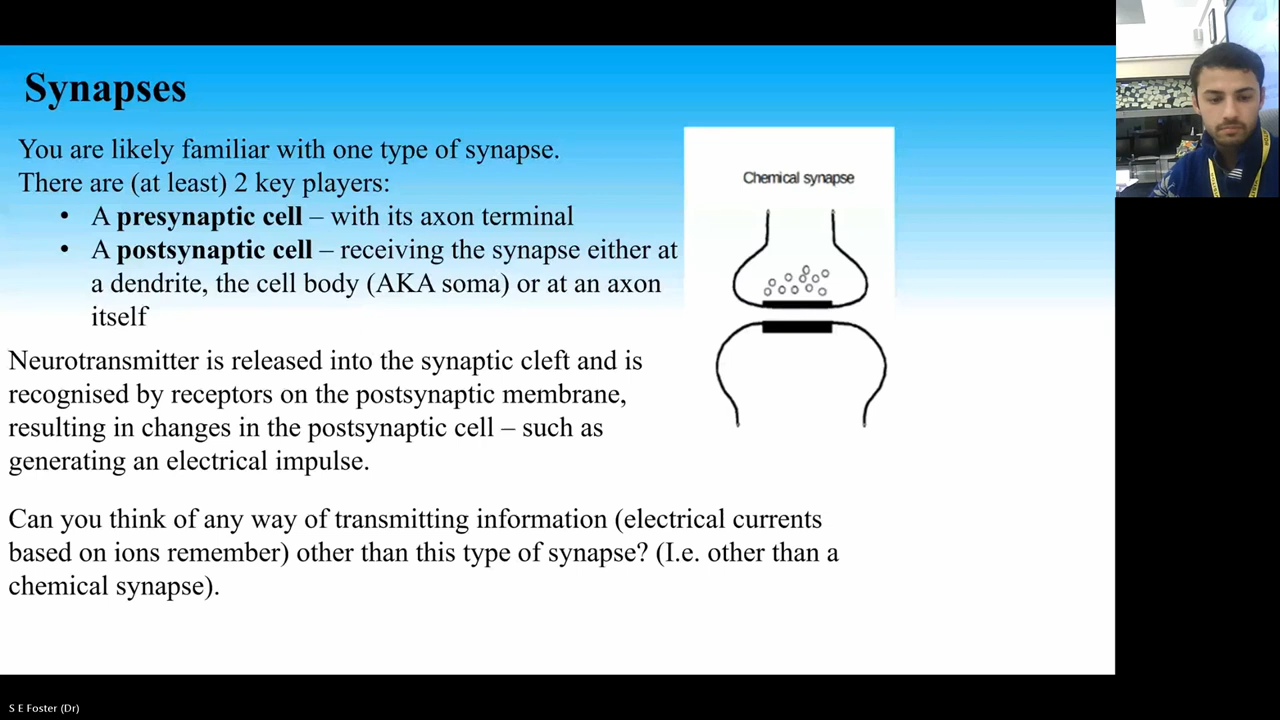 Synapses
You are likely familiar with one type of synapse.
There are (at least) 2 key players:
• A presynaptic cell – with its axon terminal
• A postsynaptic cell – receiving the synapse either at
a dendrite, the cell body (AKA soma) or at an axon
itself
Chemical synapse
Neurotransmitter is released into the synaptic cleft and is
recognised by receptors on the postsynaptic membrane,
resulting in changes in the postsynaptic cell – such as
generating an electrical impulse.
Can you think of any way of transmitting information (electrical currents
based on ions remember) other than this type of synapse? (I.e. other than a
chemical synapse).
S E Foster (Dr)